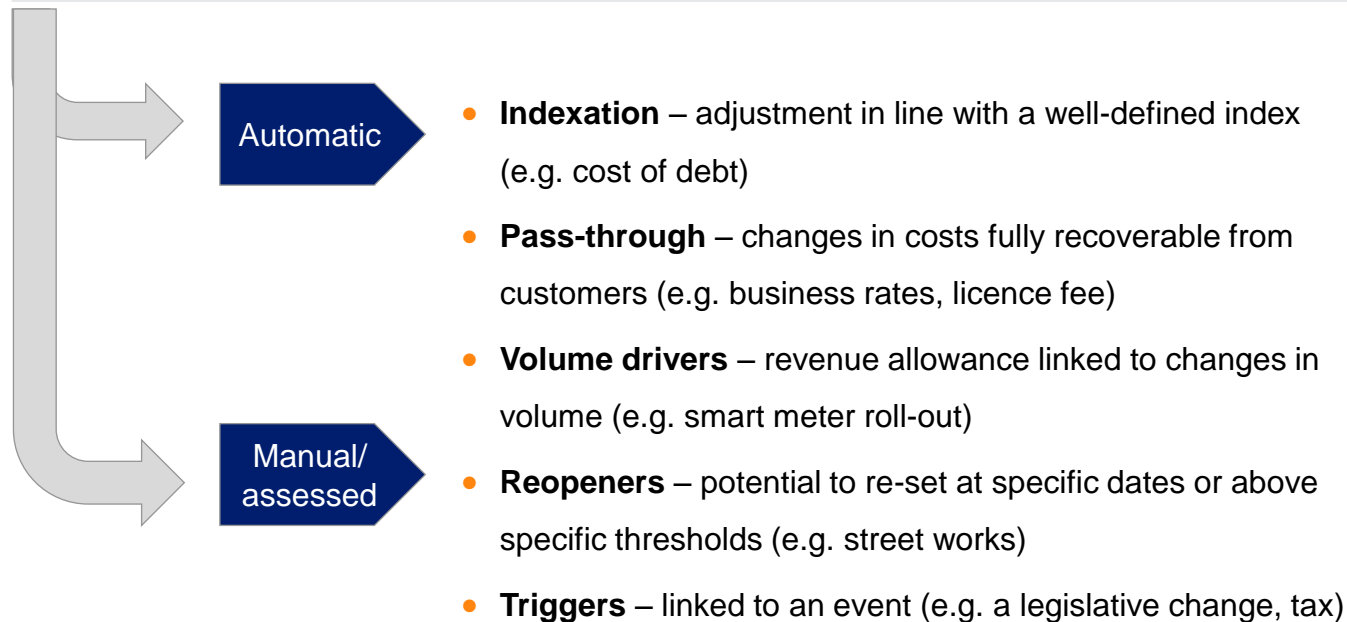 Automatic
• Indexation – adjustment in line with a well-defined index
(e.g. cost of debt)
• Pass-through – changes in costs fully recoverable from
customers (e.g. business rates, licence fee)
• Volume drivers – revenue allowance linked to changes in
volume (e.g. smart meter roll-out)
Manual/
assessed
• Reopeners – potential to re-set at specific dates or above
specific thresholds (e.g. street works)
• Triggers – linked to an event (e.g. a legislative change, tax)